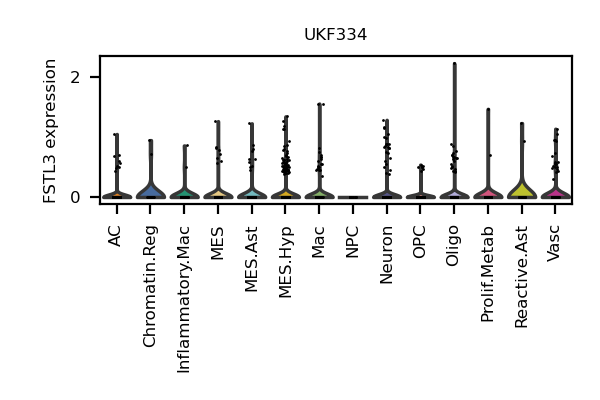 UKF334
FSTL3 expression
2
0
AC
Chromatin.Reg
Inflammatory.Mac
MES
MES.Ast
MES.Hyp
Mac
NPC
Neuron
OPC
Oligo
Prolif.Metab
Reactive.Ast
Vasc